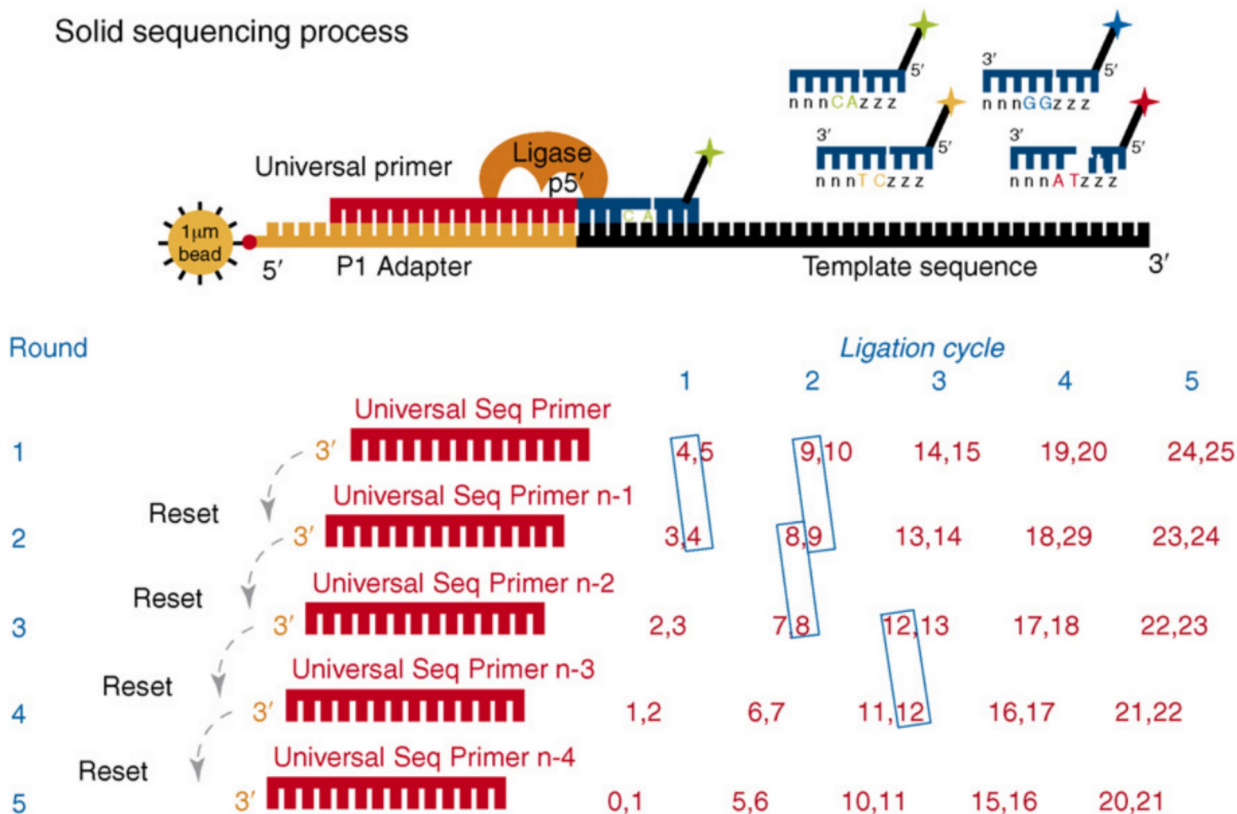 Solid sequencing process
5′
n n n C A z z z
3′
5′
n n n G G z z z
3′
5′
n n n T C z z z
3′
5′
n n n A T z z z
Universal primer
Ligase
p5′
C A
1µm
bead
5′
P1 Adapter
Template sequence
3′
Round
Ligation cycle
1 2 3 4 5
Universal Seq Primer
1 3′ 4,5 9,10 14,15 19,20 24,25
Reset
Universal Seq Primer n-1
2 3′ 3,4 8,9 13,14 18,29 23,24
Reset
Universal Seq Primer n-2
3 3′ 2,3 7,8 12,13 17,18 22,23
Reset
Universal Seq Primer n-3
4 3′ 1,2 6,7 11,12 16,17 21,22
Reset
Universal Seq Primer n-4
5 3′ 0,1 5,6 10,11 15,16 20,21